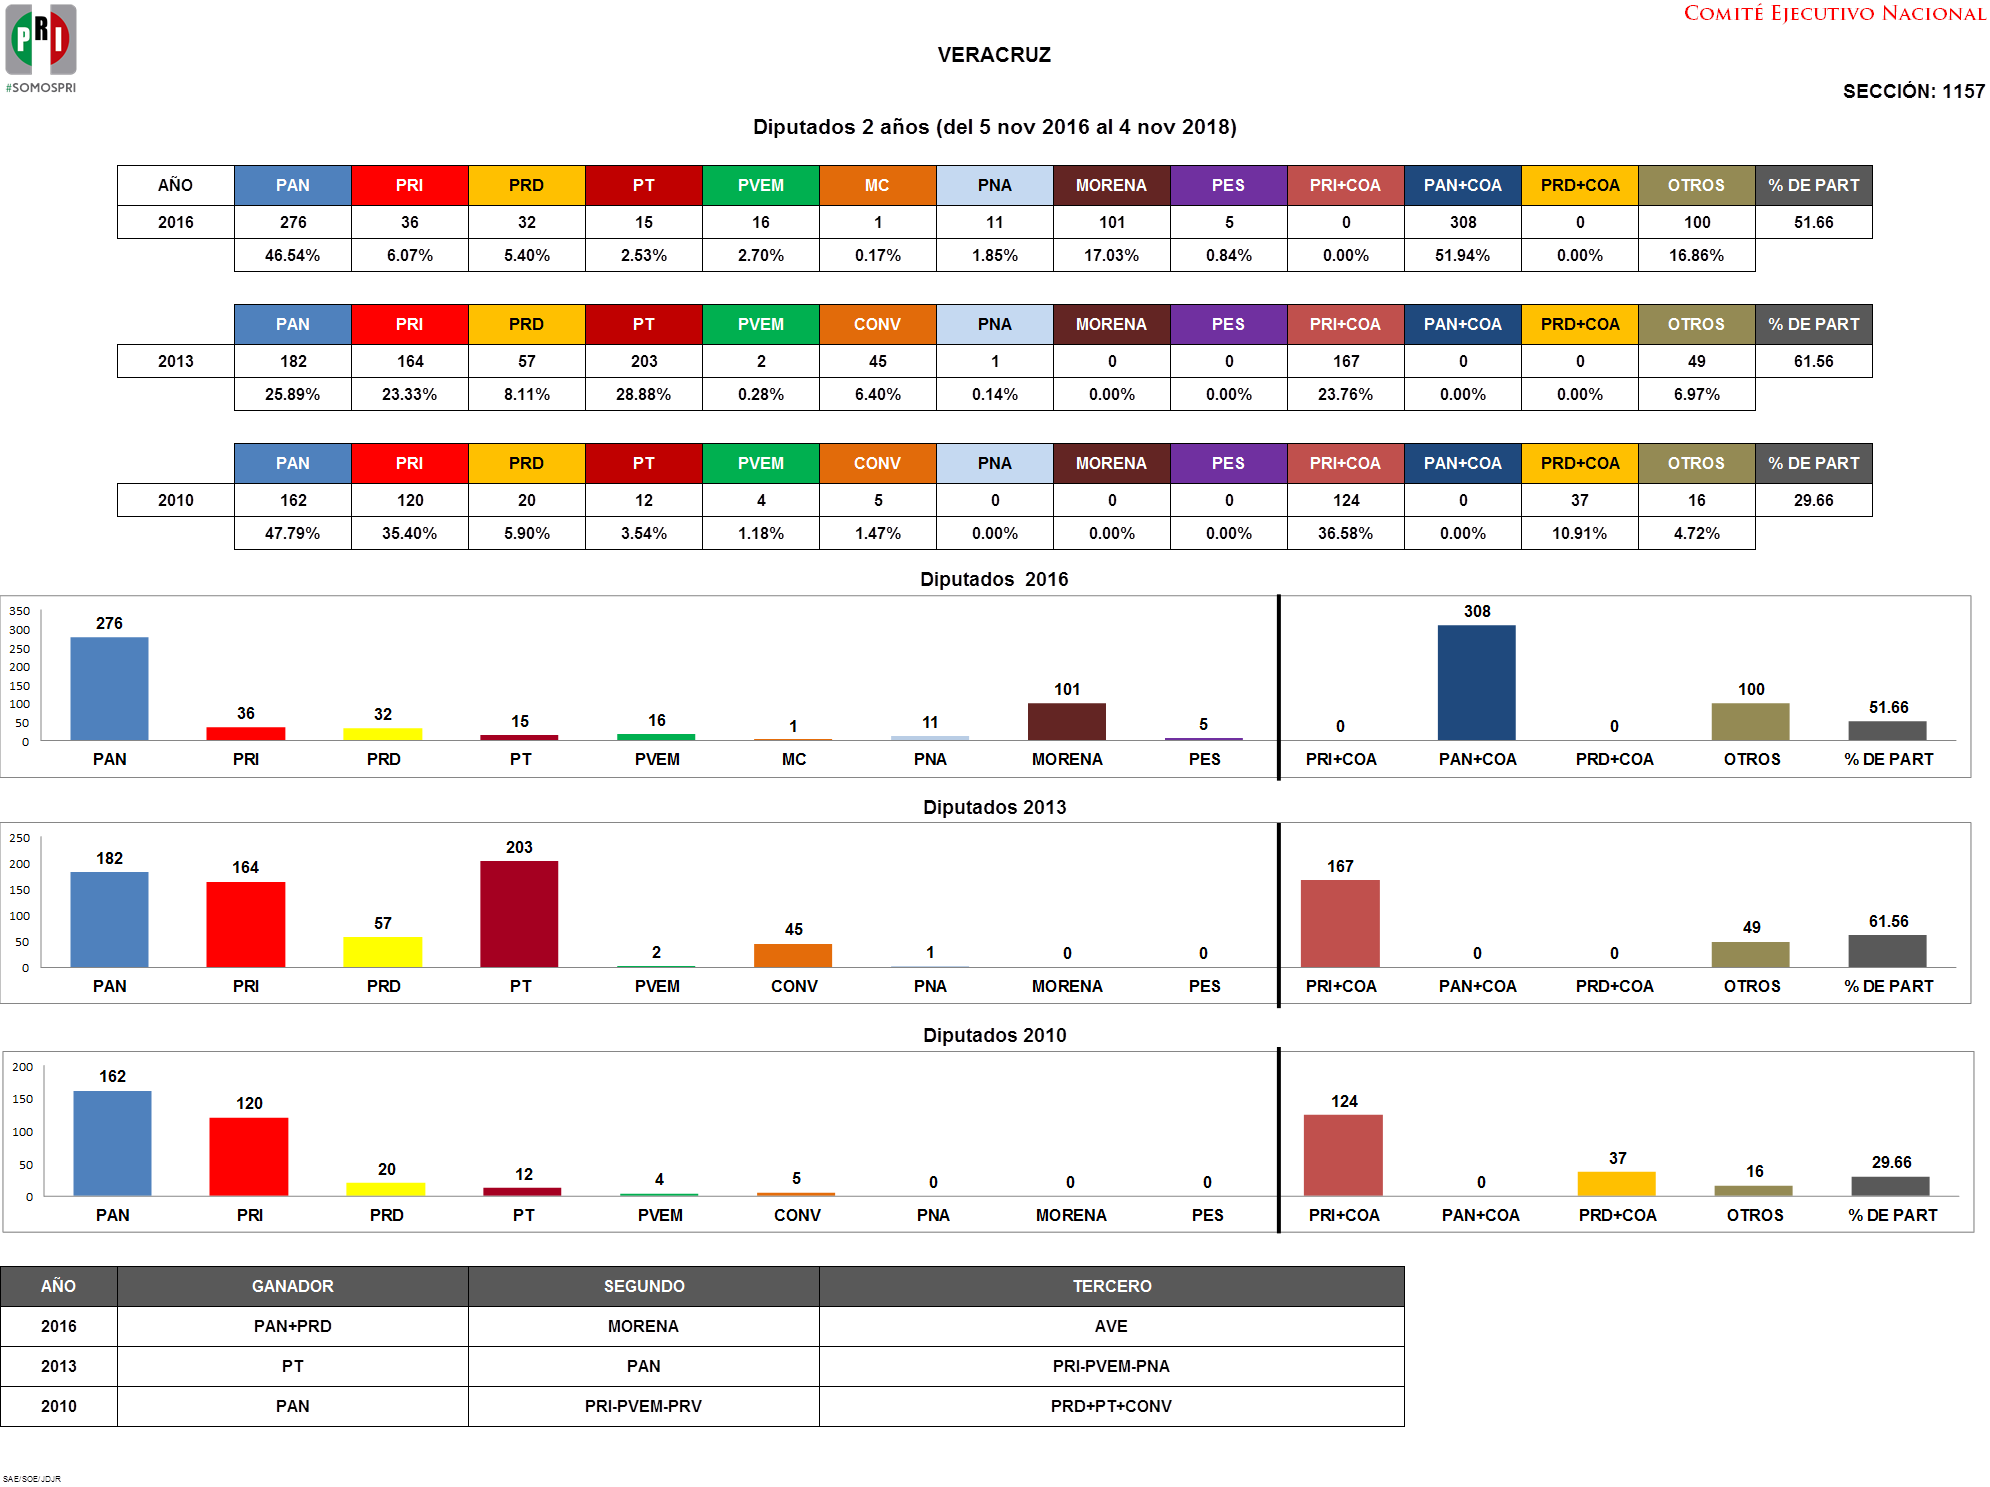 COMITÉ EJECUTIVO NACIONAL
PRI
#SOMOSPRI
VERACRUZ
SECCIÓN: 1157
Diputados 2 años (del 5 nov 2016 al 4 nov 2018)
AÑO PAN PRI PRD PT PVEM MC PNA MORENA PES PRI+COA PAN+COA PRD+COA OTROS % DE PART
2016 276 36 32 15 16 1 11 101 5 0 308 0 100 51.66
46.54% 6.07% 5.40% 2.53% 2.70% 0.17% 1.85% 17.03% 0.84% 0.00% 51.94% 0.00% 16.86%
PAN PRI PRD PT PVEM CONV PNA MORENA PES PRI+COA PAN+COA PRD+COA OTROS % DE PART
2013 182 164 57 203 2 45 1 0 0 167 0 0 49 61.56
25.89% 23.33% 8.11% 28.88% 0.28% 6.40% 0.14% 0.00% 0.00% 23.76% 0.00% 0.00% 6.97%
PAN PRI PRD PT PVEM CONV PNA MORENA PES PRI+COA PAN+COA PRD+COA OTROS % DE PART
2010 162 120 20 12 4 5 0 0 0 124 0 37 16 29.66
47.79% 35.40% 5.90% 3.54% 1.18% 1.47% 0.00% 0.00% 0.00% 36.58% 0.00% 10.91% 4.72%
Diputados 2016
350
300
250
200
150
100
50
0
276 36 32 15 16 1 11 101 5 0 308 0 100 51.66
PAN PRI PRD PT PVEM MC PNA MORENA PES PRI+COA PAN+COA PRD+COA OTROS % DE PART
Diputados 2013
250
200
150
100
50
0
182 164 57 203 2 45 1 0 0 167 0 0 49 61.56
PAN PRI PRD PT PVEM CONV PNA MORENA PES PRI+COA PAN+COA PRD+COA OTROS % DE PART
Diputados 2010
200
150
100
50
0
162 120 20 12 4 5 0 0 0 124 0 37 16 29.66
PAN PRI PRD PT PVEM CONV PNA MORENA PES PRI+COA PAN+COA PRD+COA OTROS % DE PART
AÑO GANADOR SEGUNDO TERCERO
2016 PAN+PRD MORENA AVE
2013 PT PAN PRI-PVEM-PNA
2010 PAN PRI-PVEM-PRV PRD+PT+CONV
SAE/SOE/JDJR